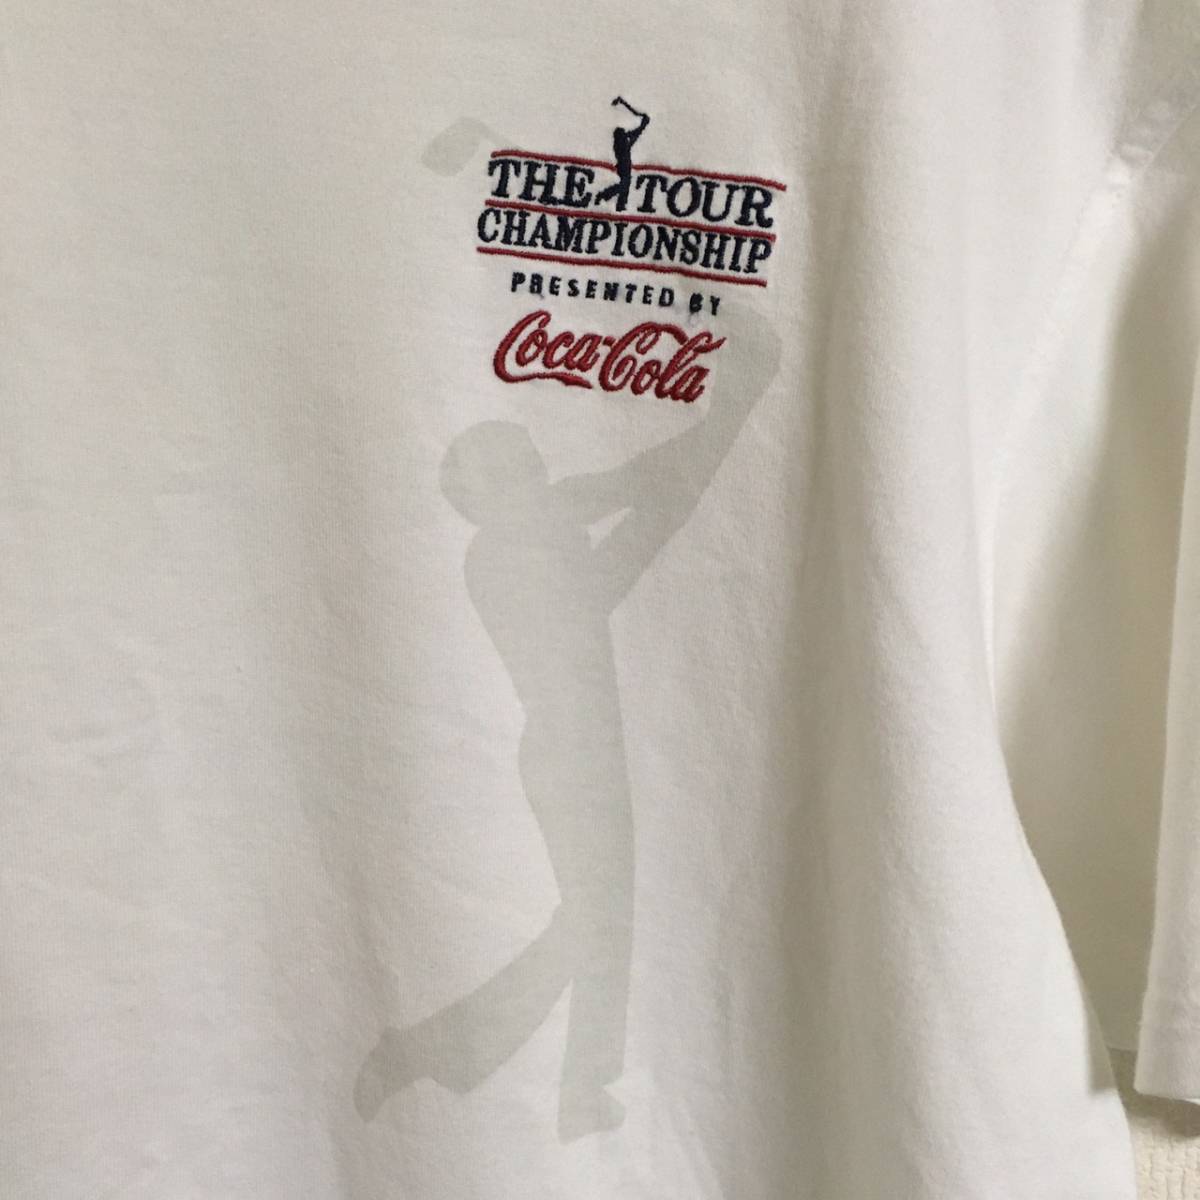 THE TOUR
CHAMPIONSHIP
PRESENTED BY
Coca-Cola